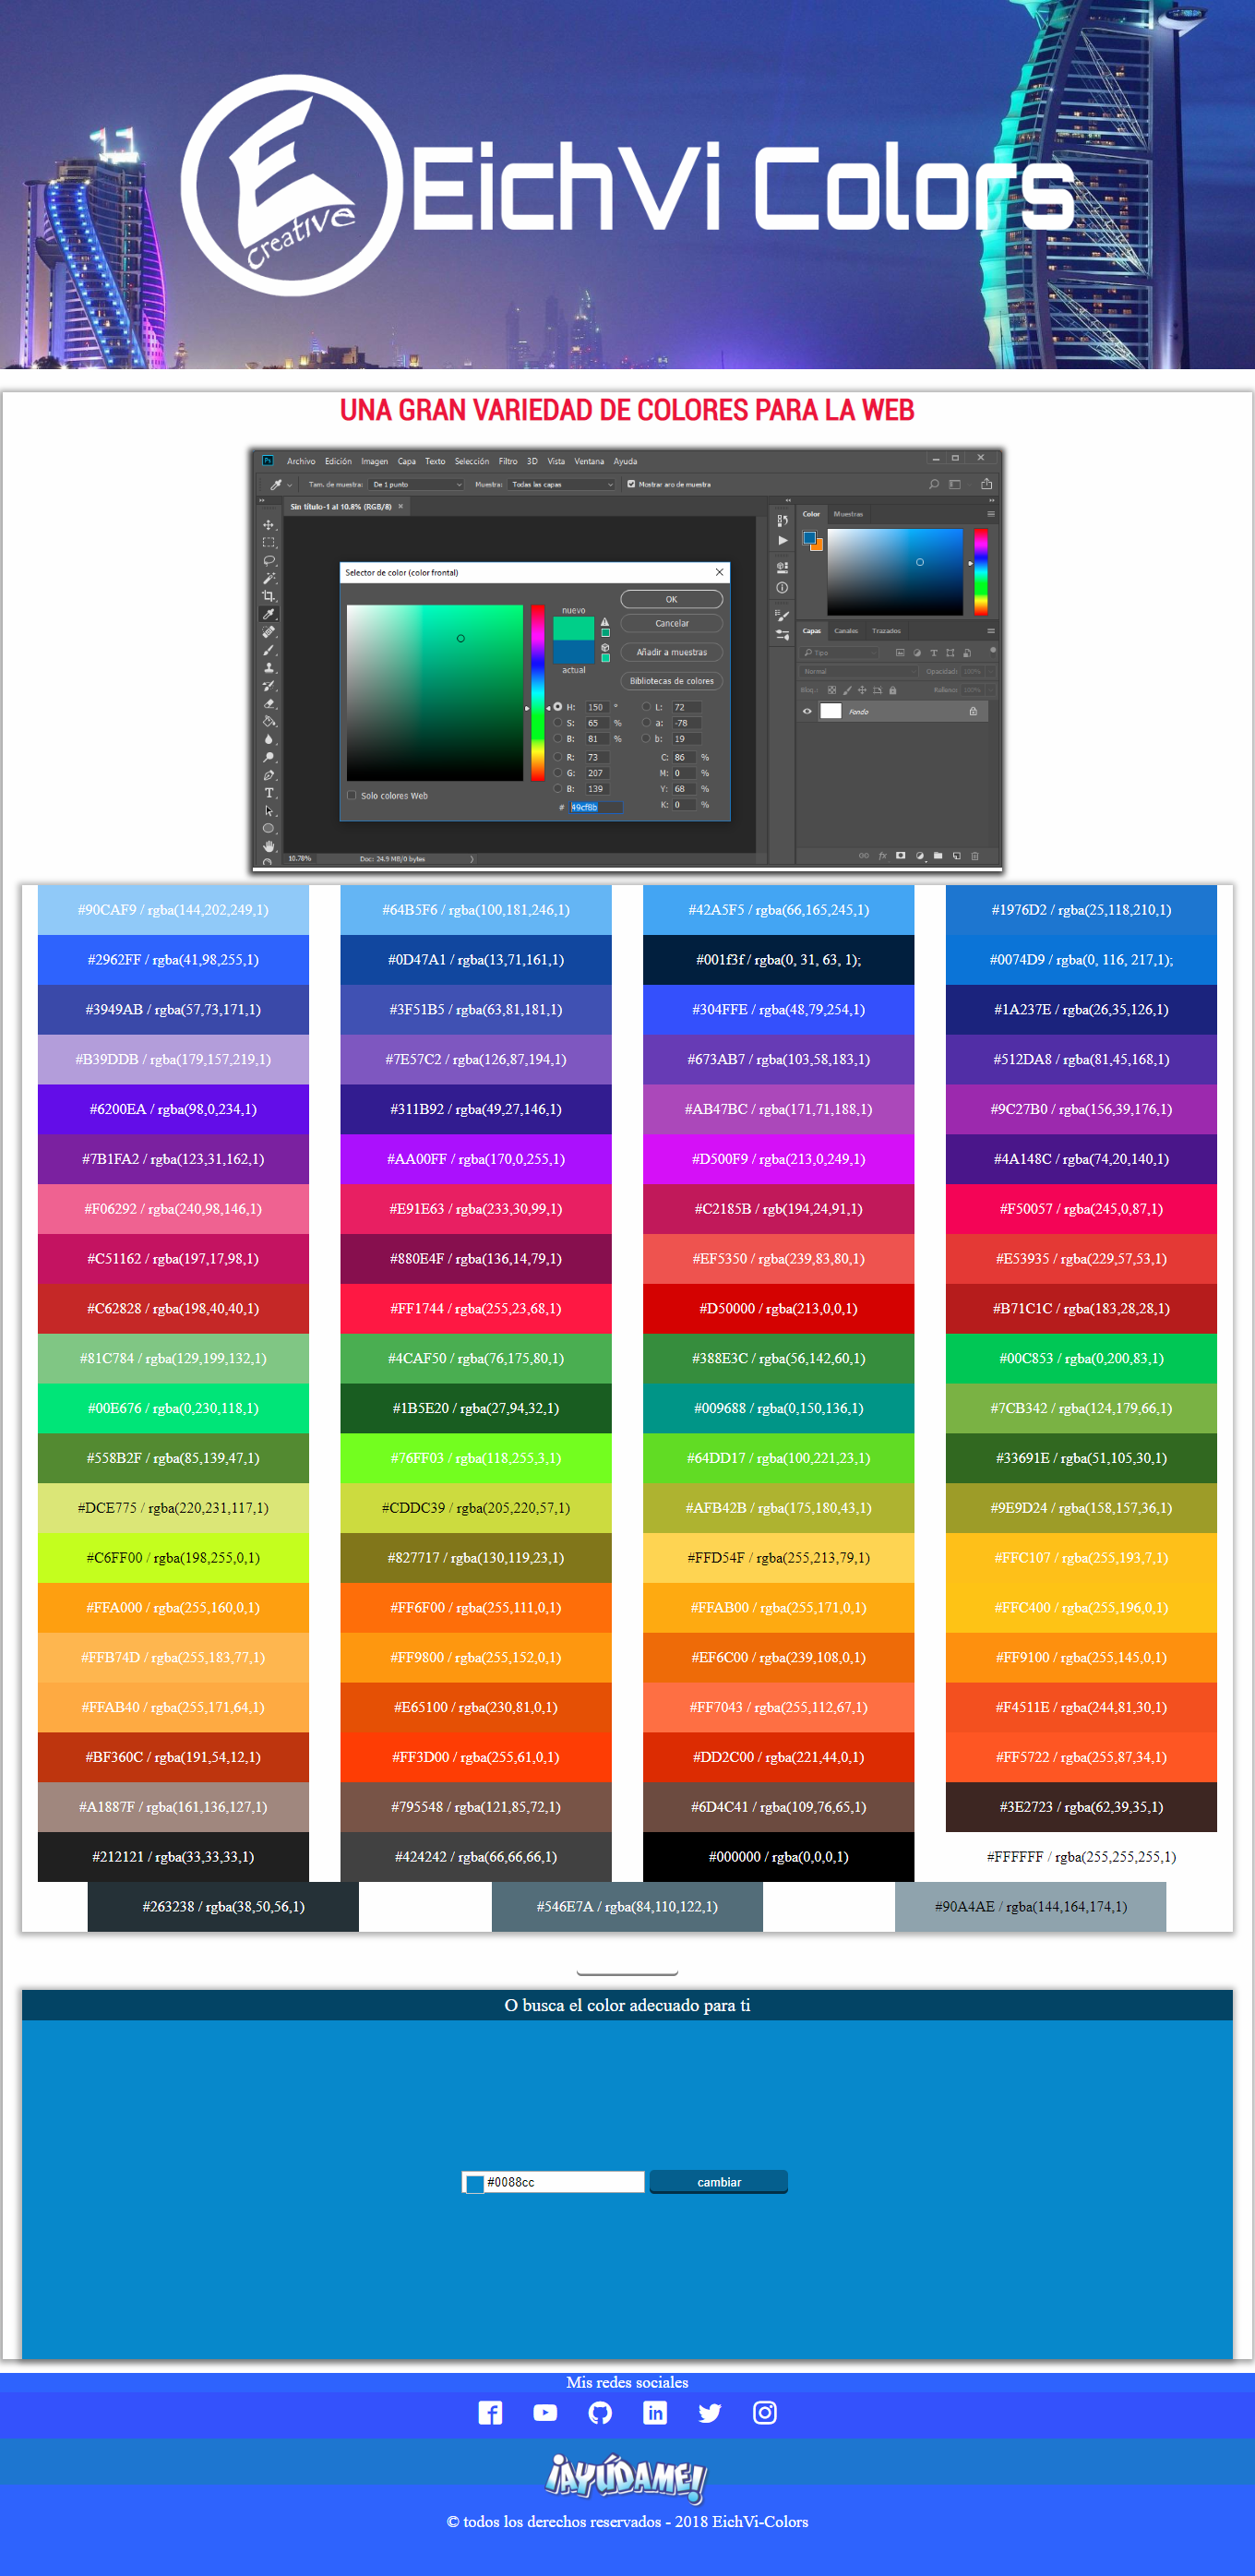 E
creative
EichVi Colors
UNA GRAN VARIEDAD DE COLORES PARA LA WEB
Ps Archivo Edición Imagen Capa Texto Selección Filtro 3D Vista Ventana Ayuda
Tam. de muestra: De 1 punto Muestra: Todas las capas Mostrar aro de muestra
Sin título-1 al 10.8% (RGB/8) ×
Color Muestras
Selector de color (color frontal)
nuevo
actual
OK
Cancelar
Añadir a muestras
Bibliotecas de colores
H: 150 ° L: 72
S: 65 % a: -78
B: 81 % b: 19
R: 73 C: 86 %
G: 207 M: 0 %
B: 139 Y: 68 %
# 49cf8b K: 0 %
Solo colores Web
Capas Canales Trazados
Tipo
Normal Opacidad: 100%
Bloq.: Relleno: 100%
Fondo
fx
10.78% Doc: 24.9 MB/0 bytes
#90CAF9 / rgba(144,202,249,1) #64B5F6 / rgba(100,181,246,1) #42A5F5 / rgba(66,165,245,1) #1976D2 / rgba(25,118,210,1)
#2962FF / rgba(41,98,255,1) #0D47A1 / rgba(13,71,161,1) #001f3f / rgba(0, 31, 63, 1); #0074D9 / rgba(0, 116, 217,1);
#3949AB / rgba(57,73,171,1) #3F51B5 / rgba(63,81,181,1) #304FFE / rgba(48,79,254,1) #1A237E / rgba(26,35,126,1)
#B39DDB / rgba(179,157,219,1) #7E57C2 / rgba(126,87,194,1) #673AB7 / rgba(103,58,183,1) #512DA8 / rgba(81,45,168,1)
#6200EA / rgba(98,0,234,1) #311B92 / rgba(49,27,146,1) #AB47BC / rgba(171,71,188,1) #9C27B0 / rgba(156,39,176,1)
#7B1FA2 / rgba(123,31,162,1) #AA00FF / rgba(170,0,255,1) #D500F9 / rgba(213,0,249,1) #4A148C / rgba(74,20,140,1)
#F06292 / rgba(240,98,146,1) #E91E63 / rgba(233,30,99,1) #C2185B / rgb(194,24,91,1) #F50057 / rgba(245,0,87,1)
#C51162 / rgba(197,17,98,1) #880E4F / rgba(136,14,79,1) #EF5350 / rgba(239,83,80,1) #E53935 / rgba(229,57,53,1)
#C62828 / rgba(198,40,40,1) #FF1744 / rgba(255,23,68,1) #D50000 / rgba(213,0,0,1) #B71C1C / rgba(183,28,28,1)
#81C784 / rgba(129,199,132,1) #4CAF50 / rgba(76,175,80,1) #388E3C / rgba(56,142,60,1) #00C853 / rgba(0,200,83,1)
#00E676 / rgba(0,230,118,1) #1B5E20 / rgba(27,94,32,1) #009688 / rgba(0,150,136,1) #7CB342 / rgba(124,179,66,1)
#558B2F / rgba(85,139,47,1) #76FF03 / rgba(118,255,3,1) #64DD17 / rgba(100,221,23,1) #33691E / rgba(51,105,30,1)
#DCE775 / rgba(220,231,117,1) #CDDC39 / rgba(205,220,57,1) #AFB42B / rgba(175,180,43,1) #9E9D24 / rgba(158,157,36,1)
#C6FF00 / rgba(198,255,0,1) #827717 / rgba(130,119,23,1) #FFD54F / rgba(255,213,79,1) #FFC107 / rgba(255,193,7,1)
#FFA000 / rgba(255,160,0,1) #FF6F00 / rgba(255,111,0,1) #FFAB00 / rgba(255,171,0,1) #FFC400 / rgba(255,196,0,1)
#FFB74D / rgba(255,183,77,1) #FF9800 / rgba(255,152,0,1) #EF6C00 / rgba(239,108,0,1) #FF9100 / rgba(255,145,0,1)
#FFAB40 / rgba(255,171,64,1) #E65100 / rgba(230,81,0,1) #FF7043 / rgba(255,112,67,1) #F4511E / rgba(244,81,30,1)
#BF360C / rgba(191,54,12,1) #FF3D00 / rgba(255,61,0,1) #DD2C00 / rgba(221,44,0,1) #FF5722 / rgba(255,87,34,1)
#A1887F / rgba(161,136,127,1) #795548 / rgba(121,85,72,1) #6D4C41 / rgba(109,76,65,1) #3E2723 / rgba(62,39,35,1)
#212121 / rgba(33,33,33,1) #424242 / rgba(66,66,66,1) #000000 / rgba(0,0,0,1) #FFFFFF / rgba(255,255,255,1)
#263238 / rgba(38,50,56,1) #546E7A / rgba(84,110,122,1) #90A4AE / rgba(144,164,174,1)
O busca el color adecuado para ti
#0088cc cambiar
Mis redes sociales
¡AYÚDAME!
© todos los derechos reservados - 2018 EichVi-Colors